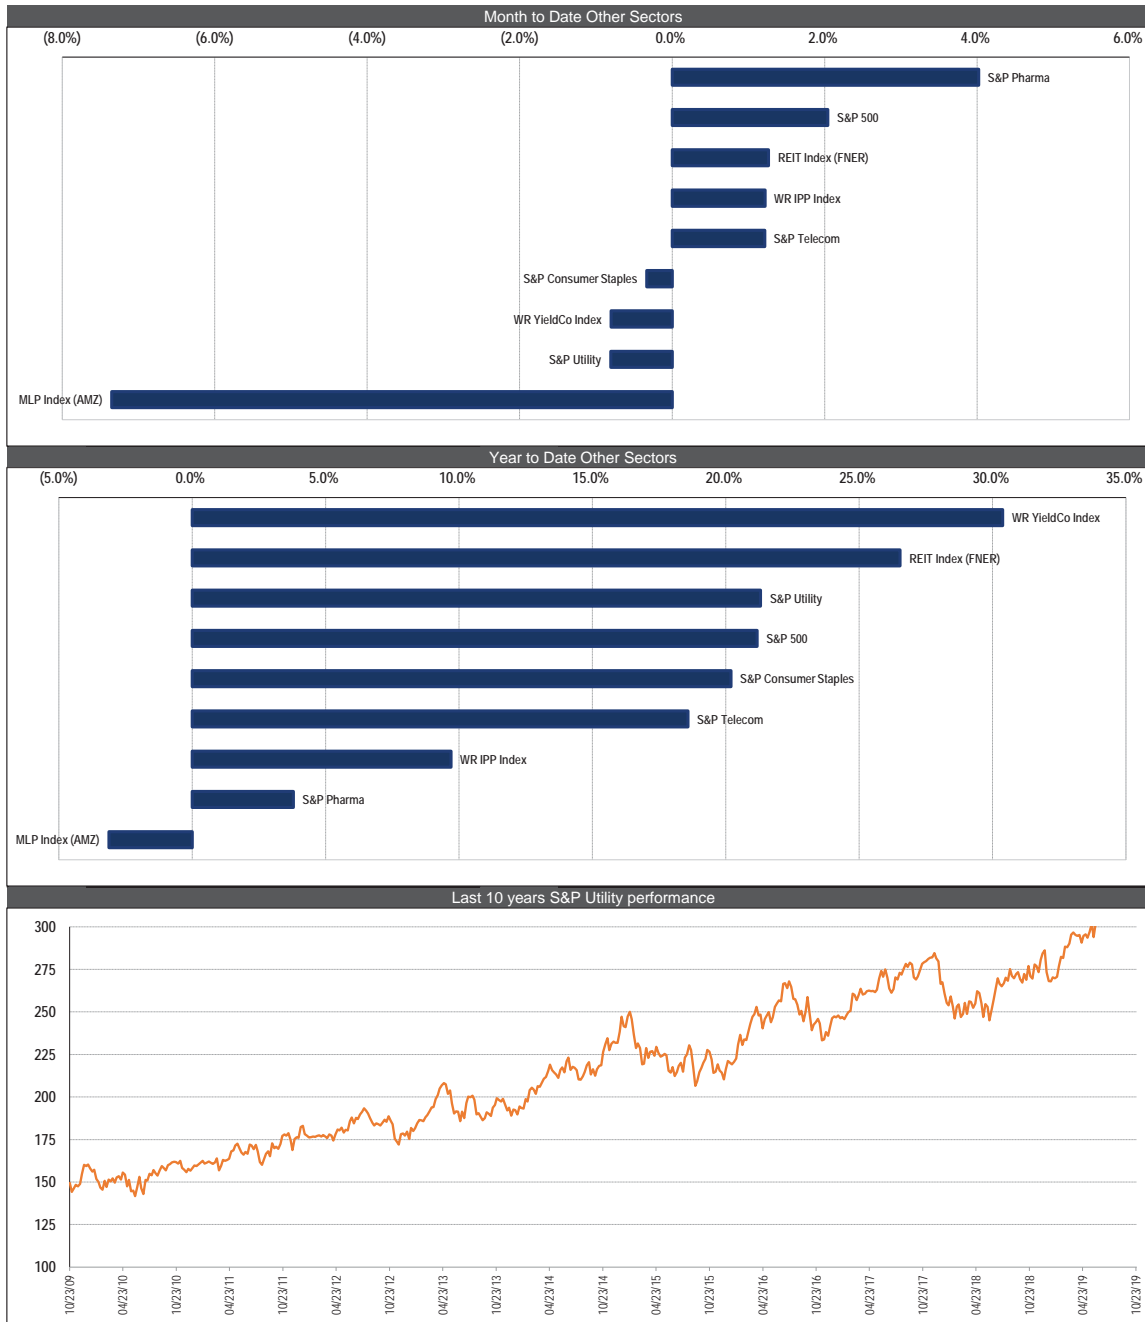 Month to Date Other Sectors
(8.0%) (6.0%) (4.0%) (2.0%) 0.0% 2.0% 4.0% 6.0%
S&P Pharma
S&P 500
REIT Index (FNER)
WR IPP Index
S&P Telecom
S&P Consumer Staples
WR YieldCo Index
S&P Utility
MLP Index (AMZ)
Year to Date Other Sectors
(5.0%) 0.0% 5.0% 10.0% 15.0% 20.0% 25.0% 30.0% 35.0%
WR YieldCo Index
REIT Index (FNER)
S&P Utility
S&P 500
S&P Consumer Staples
S&P Telecom
WR IPP Index
S&P Pharma
MLP Index (AMZ)
Last 10 years S&P Utility performance
300
275
250
225
200
175
150
125
100
10/23/09 04/23/10 10/23/10 04/23/11 10/23/11 04/23/12 10/23/12 04/23/13 10/23/13 04/23/14 10/23/14 04/23/15 10/23/15 04/23/16 10/23/16 04/23/17 10/23/17 04/23/18 10/23/18 04/23/19 10/23/19